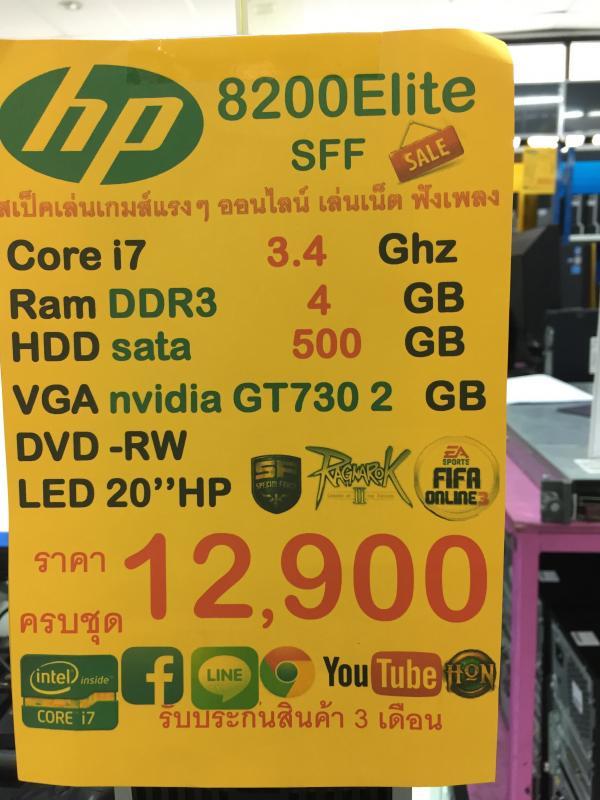 hp
8200Elite
SFF
SALE
สเป็คเล่นเกมส์แรงๆ ออนไลน์ เล่นเน็ต ฟังเพลง
Core i7 3.4 Ghz
Ram DDR3 4 GB
HDD sata 500 GB
VGA nvidia GT730 2 GB
DVD -RW
LED 20’’HP
SF
SPECIAL FORCE
RAGNAROK
II
EA
SPORTS
FIFA
ONLINE 3
ราคา 12,900
ครบชุด
intel inside
CORE i7
f
LINE
YouTube
HON
รับประกันสินค้า 3 เดือน